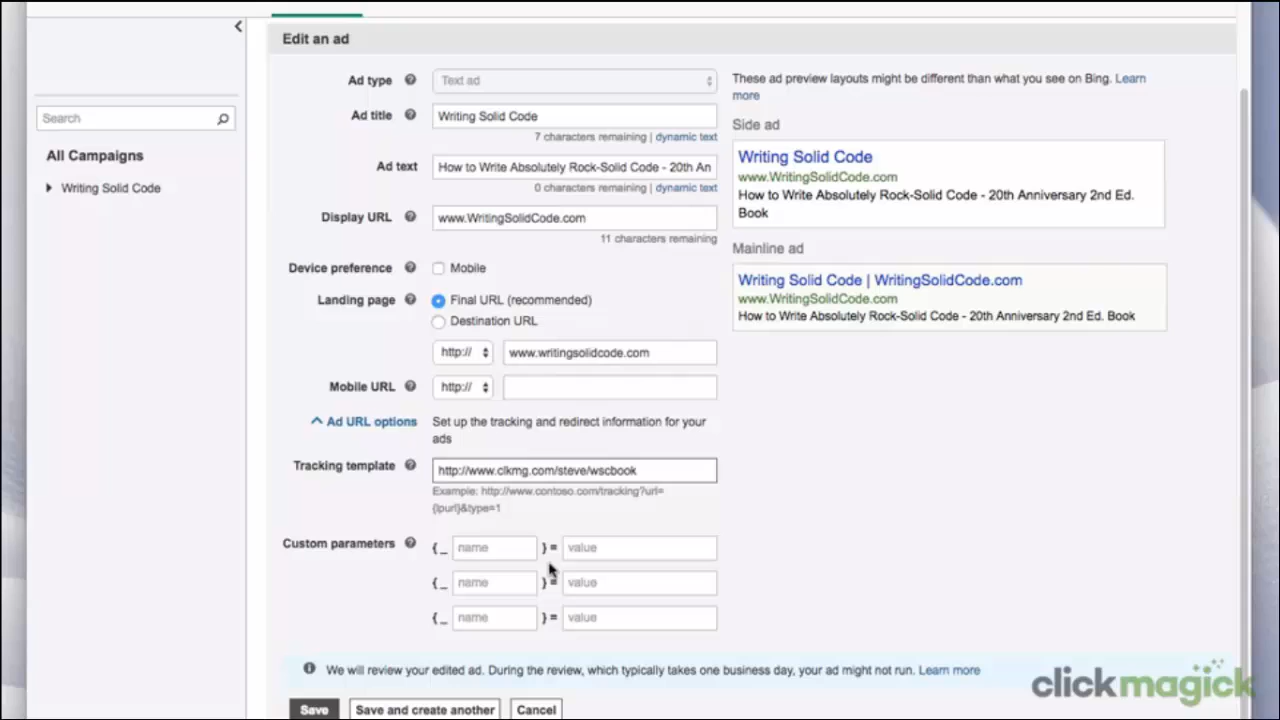 Edit an ad
Search
All Campaigns
Writing Solid Code
Ad type
Text ad
Ad title
Writing Solid Code
7 characters remaining | dynamic text
Ad text
How to Write Absolutely Rock-Solid Code - 20th An
0 characters remaining | dynamic text
Display URL
www.WritingSolidCode.com
11 characters remaining
Device preference
Mobile
Landing page
Final URL (recommended)
Destination URL
http://
www.writingsolidcode.com
Mobile URL
http://
Ad URL options
Set up the tracking and redirect information for your
ads
Tracking template
http://www.clkmg.com/steve/wscbook
Example: http://www.contoso.com/tracking?url=
{lpurl}&type=1
Custom parameters
{_ name } = value
{_ name } = value
{_ name } = value
These ad preview layouts might be different than what you see on Bing. Learn
more
Side ad
Writing Solid Code
www.WritingSolidCode.com
How to Write Absolutely Rock-Solid Code - 20th Anniversary 2nd Ed.
Book
Mainline ad
Writing Solid Code | WritingSolidCode.com
www.WritingSolidCode.com
How to Write Absolutely Rock-Solid Code - 20th Anniversary 2nd Ed. Book
We will review your edited ad. During the review, which typically takes one business day, your ad might not run. Learn more
Save
Save and create another
Cancel
clickmagick